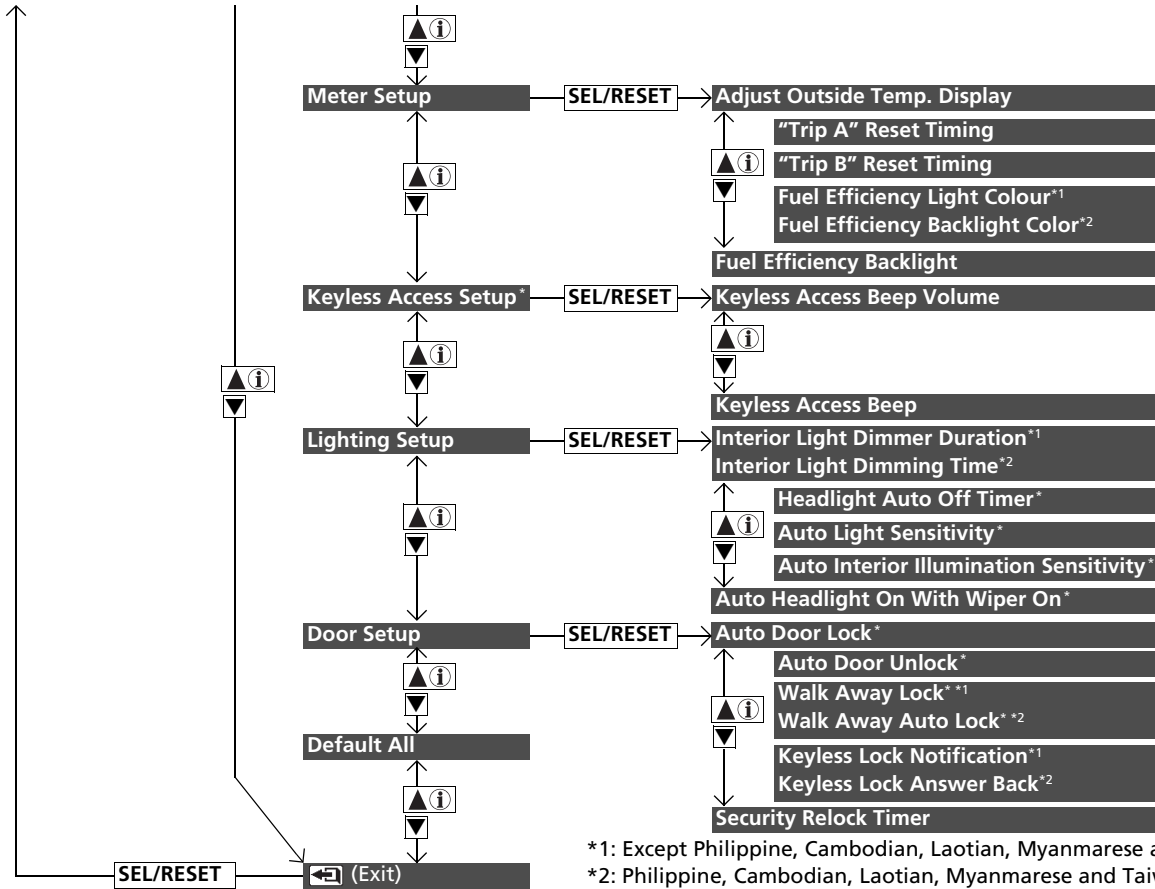 Meter Setup SEL/RESET Adjust Outside Temp. Display
“Trip A” Reset Timing
“Trip B” Reset Timing
Fuel Efficiency Light Colour*1
Fuel Efficiency Backlight Color*2
Fuel Efficiency Backlight
Keyless Access Setup* SEL/RESET Keyless Access Beep Volume
Keyless Access Beep
Lighting Setup SEL/RESET Interior Light Dimmer Duration*1
Interior Light Dimming Time*2
Headlight Auto Off Timer*
Auto Light Sensitivity*
Auto Interior Illumination Sensitivity*
Auto Headlight On With Wiper On*
Door Setup SEL/RESET Auto Door Lock*
Auto Door Unlock*
Walk Away Lock* *1
Walk Away Auto Lock* *2
Default All
Keyless Lock Notification*1
Keyless Lock Answer Back*2
Security Relock Timer
*1: Except Philippine, Cambodian, Laotian, Myanmarese
SEL/RESET (Exit)
*2: Philippine, Cambodian, Laotian, Myanmarese and